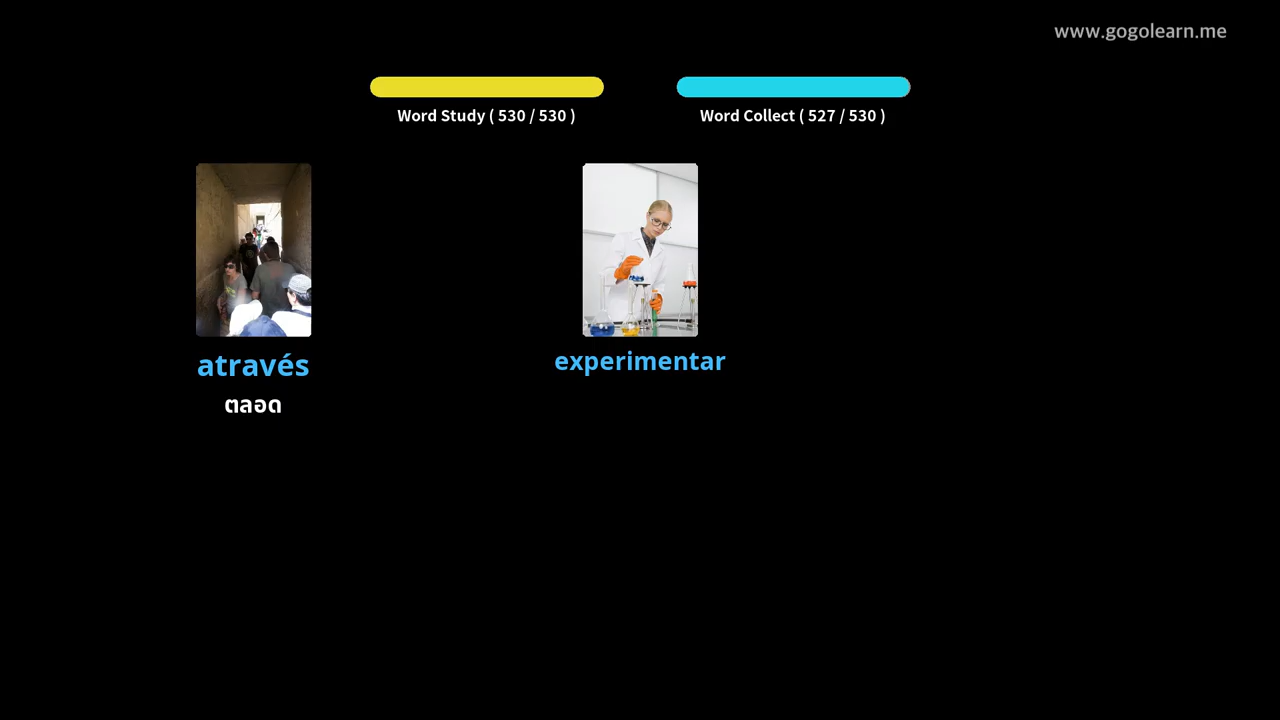 www.gogolearn.me
Word Study ( 530 / 530 )
Word Collect ( 527 / 530 )
através
ตลอด
experimentar